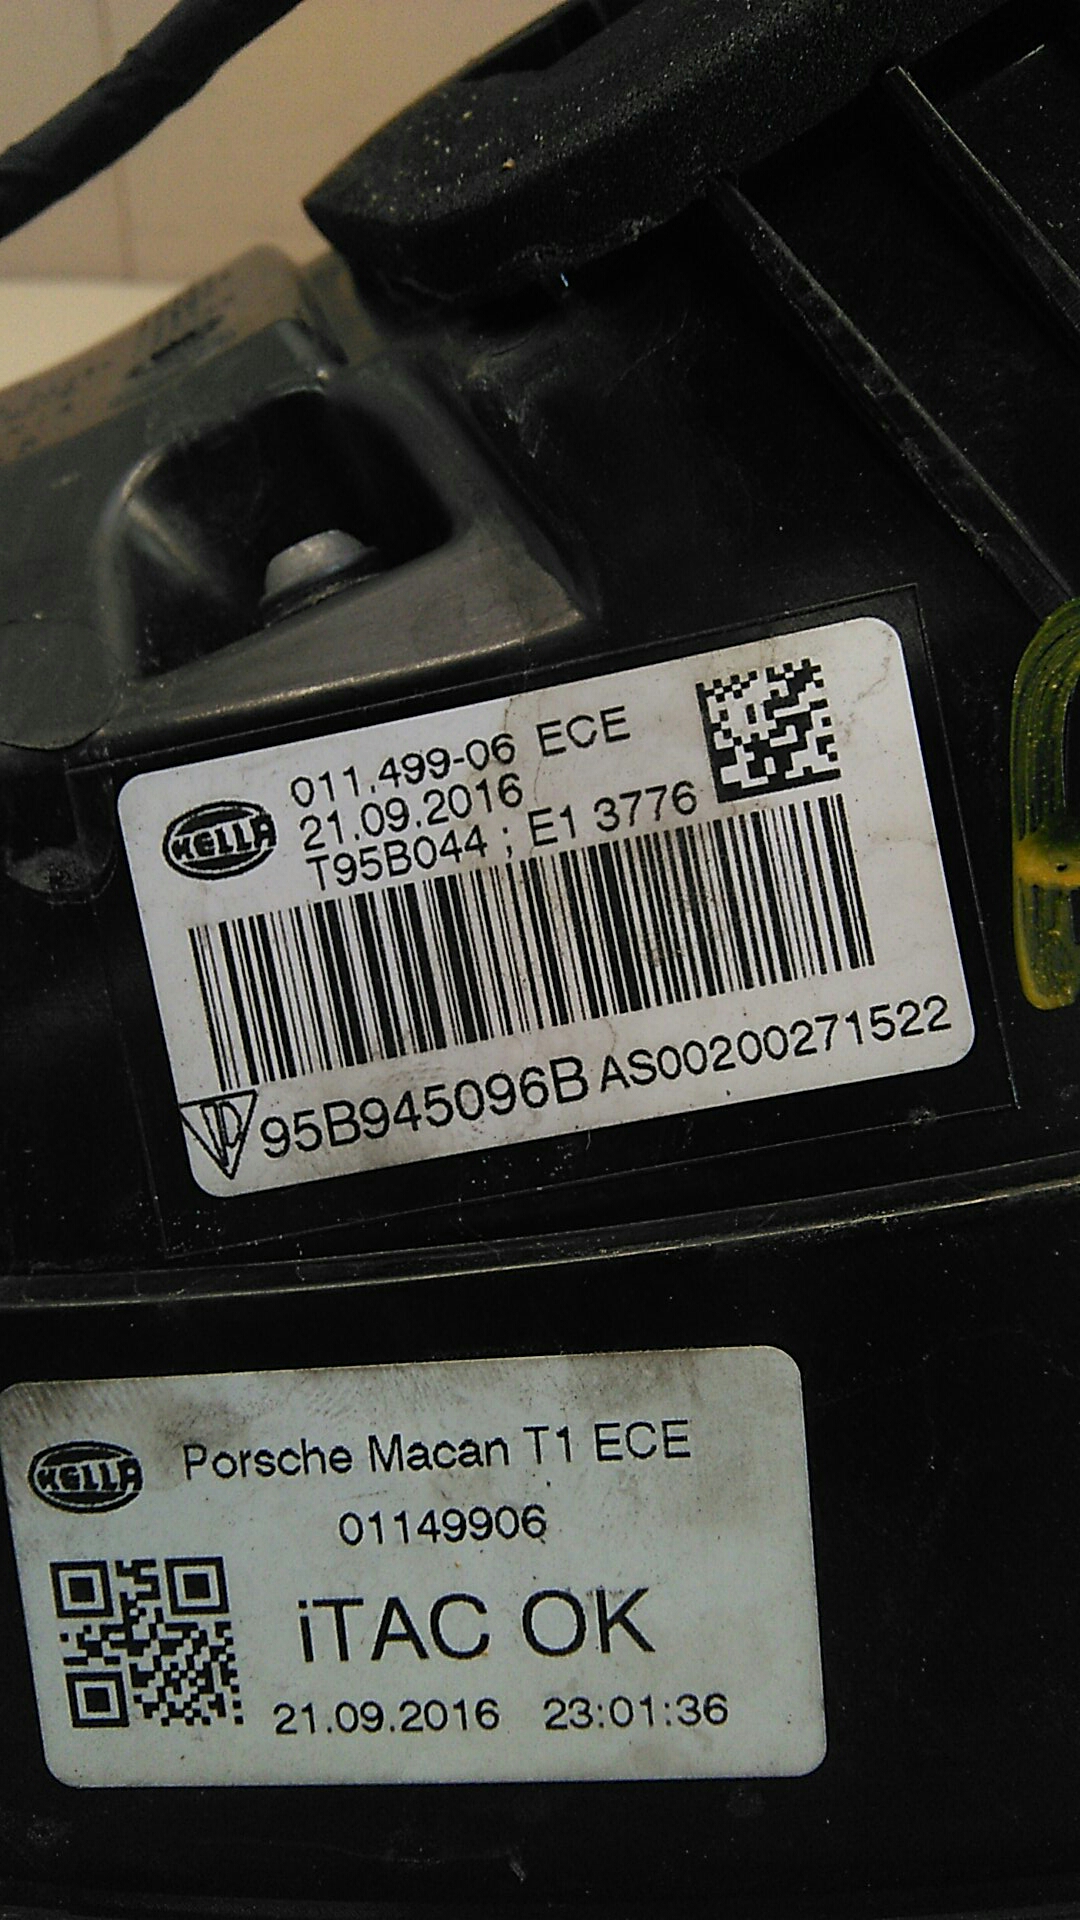 HELLA
011.499-06 ECE
21.09.2016
T95B044 ; E1 3776
95B945096B AS00200271522
HELLA
Porsche Macan T1 ECE
01149906
iTAC OK
21.09.2016 23:01:36